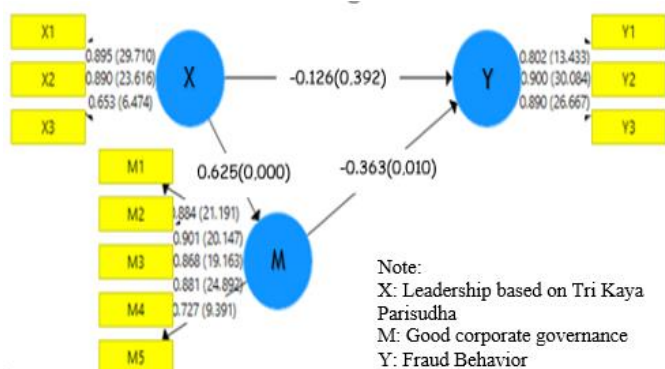 X1
X2
X3
0.895 (29.710)
0.890 (23.616)
0.653 (6.474)
X
-0.126(0.392)
Y
0.802 (13.433)
0.900 (30.084)
0.890 (26.667)
Y1
Y2
Y3
0.625(0,000)
-0.363(0,010)
M1
M2
M3
M4
M5
0.884 (21.191)
0.901 (20.147)
0.868 (19.163)
0.881 (24.892)
0.727 (9.391)
M
Note:
X: Leadership based on Tri Kaya
Parisudha
M: Good corporate governance
Y: Fraud Behavior